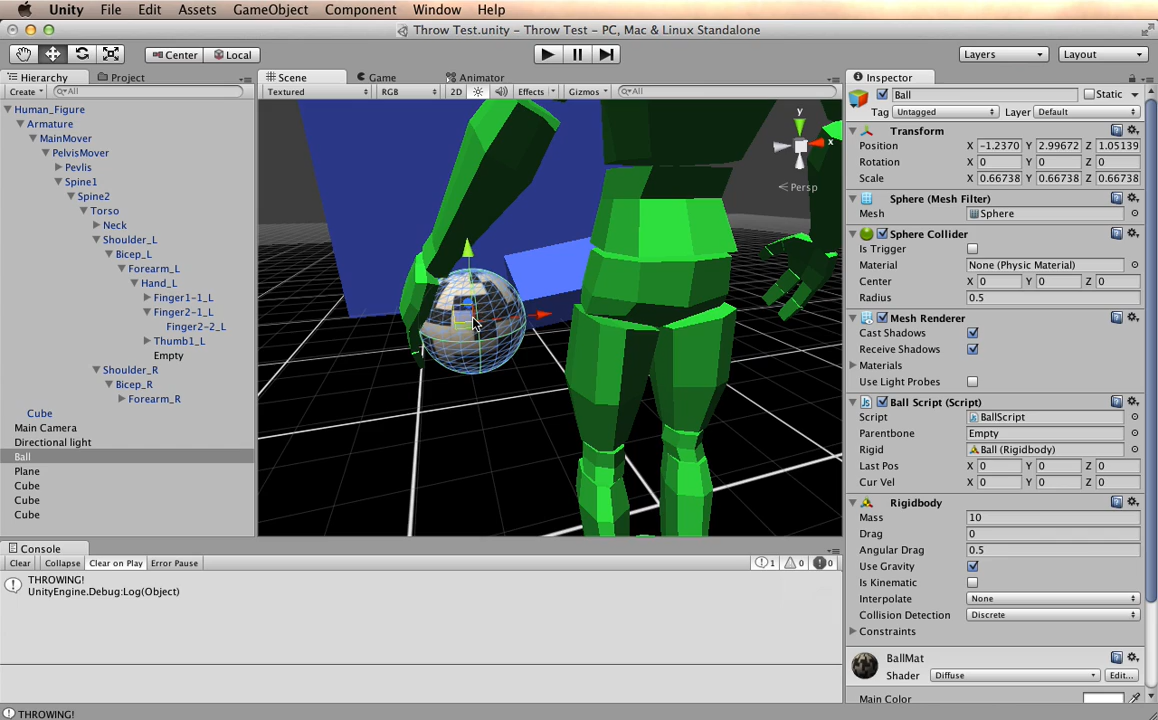 Unity File Edit Assets GameObject Component Window Help
Throw Test.unity - Throw Test - PC, Mac & Linux Standalone
Center Local Layers Layout
Hierarchy Project
Create All
Human_Figure
Armature
MainMover
PelvisMover
Pevlis
Spine1
Spine2
Torso
Neck
Shoulder_L
Bicep_L
Forearm_L
Hand_L
Finger1-1_L
Finger2-1_L
Finger2-2_L
Thumb1_L
Empty
Shoulder_R
Bicep_R
Forearm_R
Cube
Main Camera
Directional light
Ball
Plane
Cube
Cube
Cube
Scene Game Animator
Textured RGB 2D Effects Gizmos All
y
x
Persp
Inspector
Ball Static
Tag Untagged Layer Default
Transform
Position X -1.2370 Y 2.99672 Z 1.05139
Rotation X 0 Y 0 Z 0
Scale X 0.66738 Y 0.66738 Z 0.66738
Sphere (Mesh Filter)
Mesh Sphere
Sphere Collider
Is Trigger
Material None (Physic Material)
Center X 0 Y 0 Z 0
Radius 0.5
Mesh Renderer
Cast Shadows
Receive Shadows
Materials
Use Light Probes
Ball Script (Script)
Script BallScript
Parentbone Empty
Rigid Ball (Rigidbody)
Last Pos X 0 Y 0 Z 0
Cur Vel X 0 Y 0 Z 0
Rigidbody
Mass 10
Drag 0
Angular Drag 0.5
Use Gravity
Is Kinematic
Interpolate None
Collision Detection Discrete
Constraints
BallMat
Shader Diffuse Edit...
Main Color
Console
Clear Collapse Clear on Play Error Pause 1 0 0
THROWING!
UnityEngine.Debug:Log(Object)
THROWING!